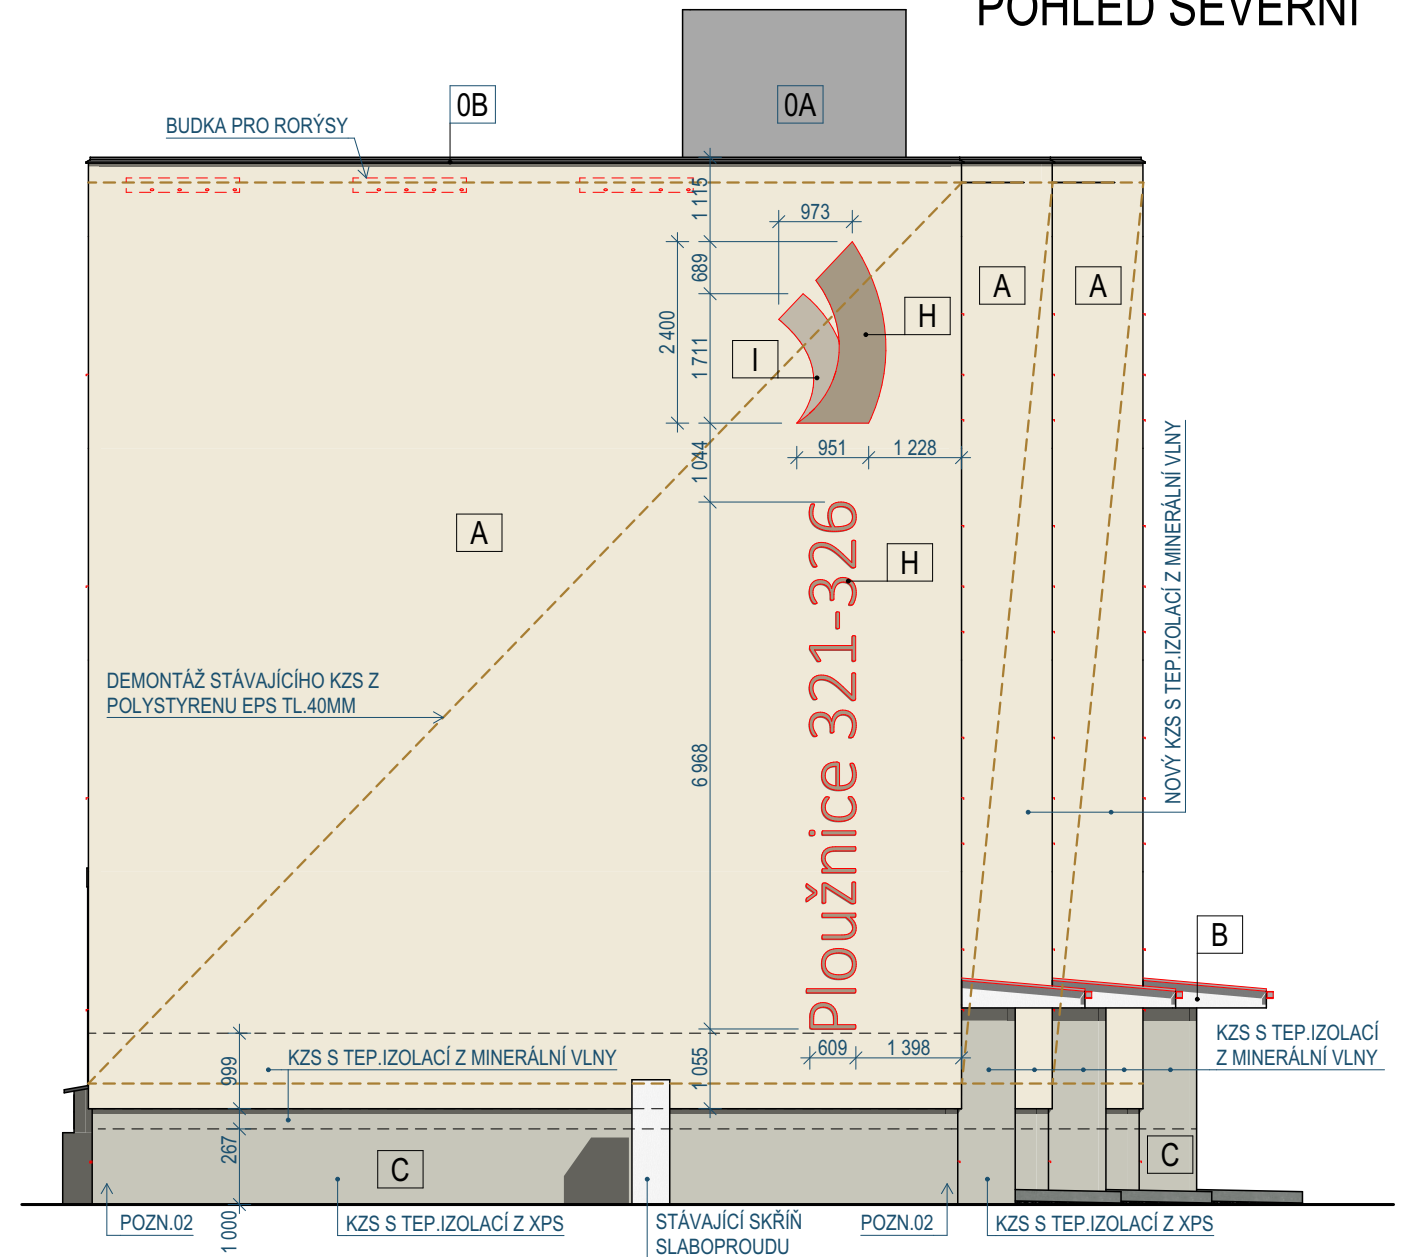 POHLED SEVERNÍ
0B
0A
BUDKA PRO RORÝSY
1 115
973
689
2 400
1 711
A
A
H
I
951
1 228
1 044
A
H
Ploužnice 321-326
NOVÝ KZS S TEP.IZOLACÍ Z MINERÁLNÍ VLNY
DEMONTÁŽ STÁVAJÍCÍHO KZS Z
POLYSTYRENU EPS TL.40MM
6 968
B
KZS S TEP.IZOLACÍ
Z MINERÁLNÍ VLNY
609
1 398
1 055
999
KZS S TEP.IZOLACÍ Z MINERÁLNÍ VLNY
267
C
C
1 000
POZN.02
KZS S TEP.IZOLACÍ Z XPS
STÁVAJÍCÍ SKŘÍŇ
SLABOPROUDU
POZN.02
KZS S TEP.IZOLACÍ Z XPS